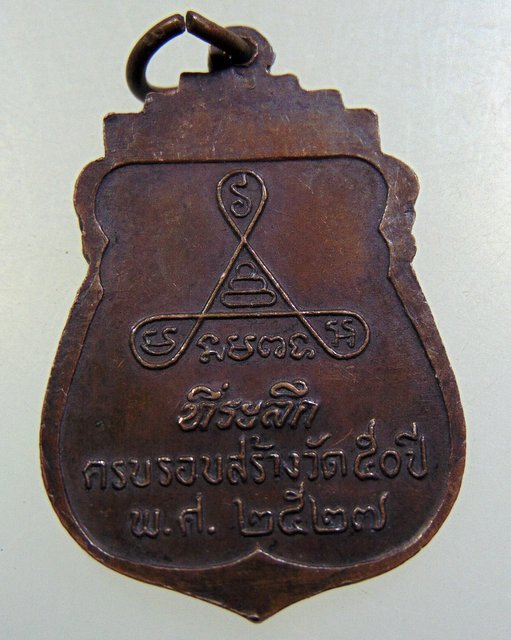 ที่ระลึก
ครบรอบสร้างวัด ๕๐ ปี
พ.ศ. ๒๕๒๗